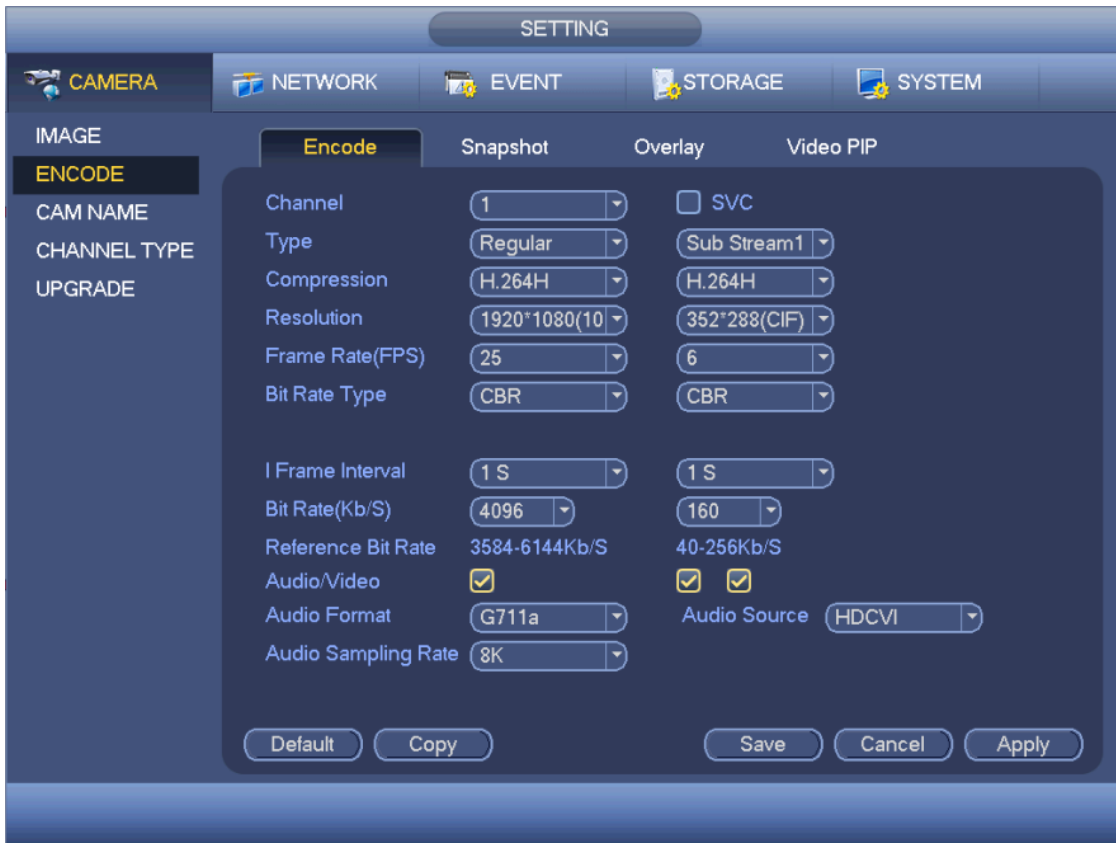 SETTING
CAMERA NETWORK EVENT STORAGE SYSTEM
IMAGE
ENCODE
CAM NAME
CHANNEL TYPE
UPGRADE
Encode Snapshot Overlay Video PIP
Channel 1 SVC
Type Regular Sub Stream1
Compression H.264H H.264H
Resolution 1920*1080(10 352*288(CIF)
Frame Rate(FPS) 25 6
Bit Rate Type CBR CBR
I Frame Interval 1 S 1 S
Bit Rate(Kb/S) 4096 160
Reference Bit Rate 3584-6144Kb/S 40-256Kb/S
Audio/Video
Audio Format G711a Audio Source HDCVI
Audio Sampling Rate 8K
Default Copy Save Cancel Apply